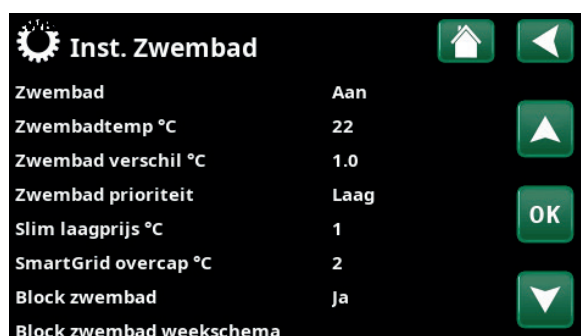 Inst. Zwembad
Zwembad Aan
Zwembadtemp °C 22
Zwembad verschil °C 1.0
Zwembad prioriteit Laag
Slim laagprijs °C 1
OK
SmartGrid overcap °C 2
Block zwembad Ja
Block zwembad weekschema